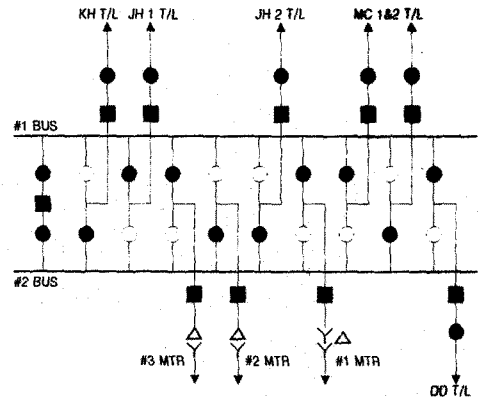 KH T/L JH 1 T/L JH 2 T/L MC 1&2 T/L
#1 BUS
#2 BUS
#3 MTR #2 MTR #1 MTR
DD T/L